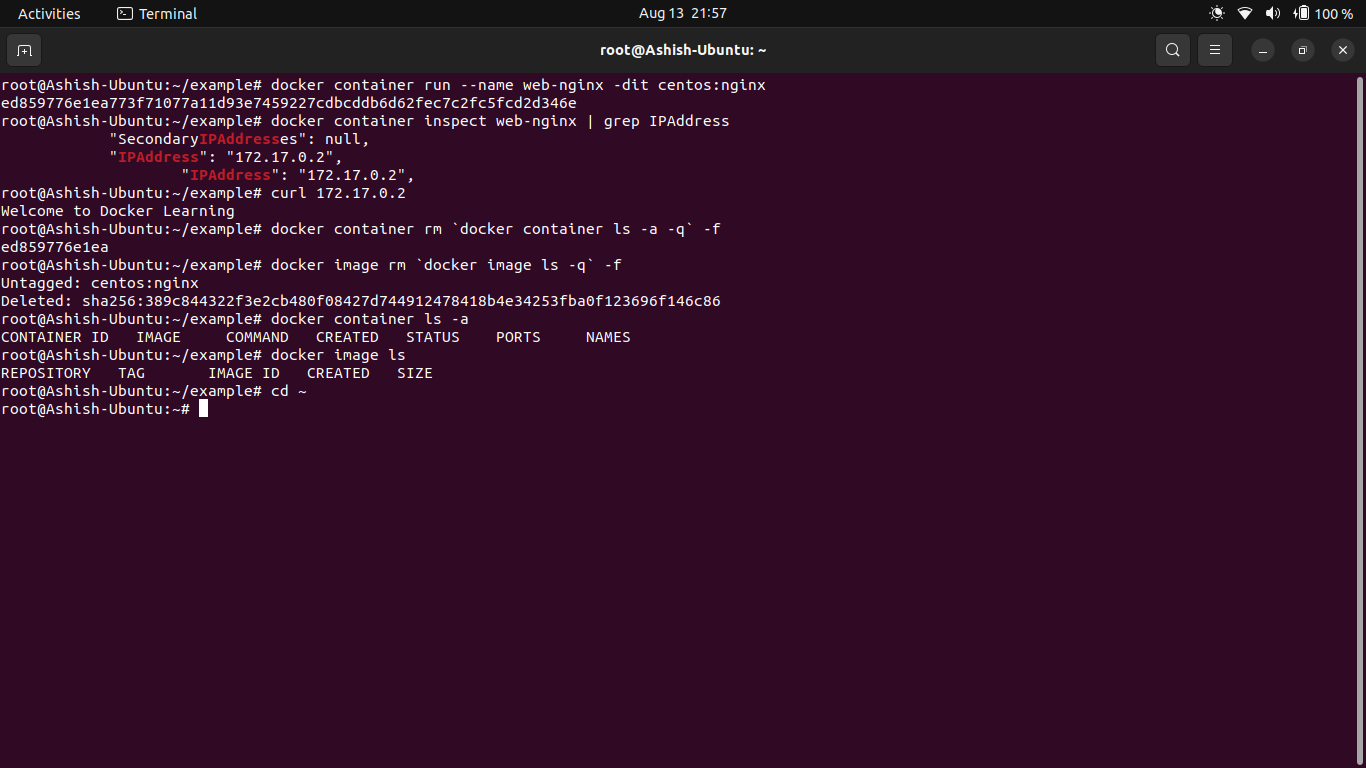 Activities Terminal Aug 13 21:57 100 %
root@Ashish-Ubuntu: ~
root@Ashish-Ubuntu:~/example# docker container run --name web-nginx -dit centos:nginx
ed859776e1ea773f71077a11d93e7459227cdbcddb6d62fec7c2fc5fcd2d346e
root@Ashish-Ubuntu:~/example# docker container inspect web-nginx | grep IPAddress
            "SecondaryIPAddresses": null,
            "IPAddress": "172.17.0.2",
                    "IPAddress": "172.17.0.2",
root@Ashish-Ubuntu:~/example# curl 172.17.0.2
Welcome to Docker Learning
root@Ashish-Ubuntu:~/example# docker container rm `docker container ls -a -q` -f
ed859776e1ea
root@Ashish-Ubuntu:~/example# docker image rm `docker image ls -q` -f
Untagged: centos:nginx
Deleted: sha256:389c844322f3e2cb480f08427d744912478418b4e34253fba0f123696f146c86
root@Ashish-Ubuntu:~/example# docker container ls -a
CONTAINER ID   IMAGE     COMMAND   CREATED   STATUS    PORTS     NAMES
root@Ashish-Ubuntu:~/example# docker image ls
REPOSITORY   TAG       IMAGE ID   CREATED   SIZE
root@Ashish-Ubuntu:~/example# cd ~
root@Ashish-Ubuntu:~#